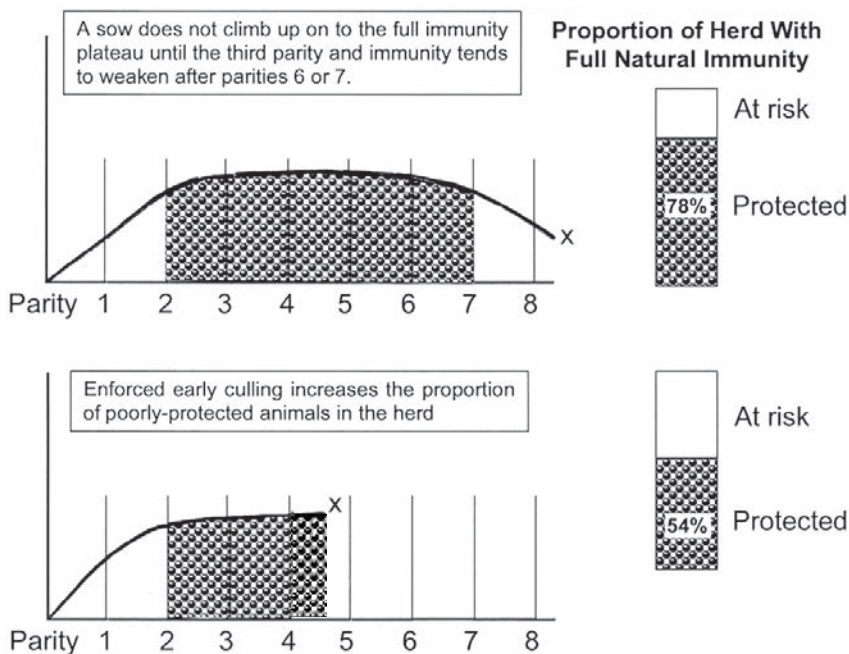 A sow does not climb up on to the full immunity
plateau until the third parity and immunity tends
to weaken after parities 6 or 7.
Proportion of Herd With
Full Natural Immunity
At risk
78%
Protected
x
Parity 1 2 3 4 5 6 7 8
Enforced early culling increases the proportion
of poorly-protected animals in the herd
At risk
54%
Protected
x
Parity 1 2 3 4 5 6 7 8